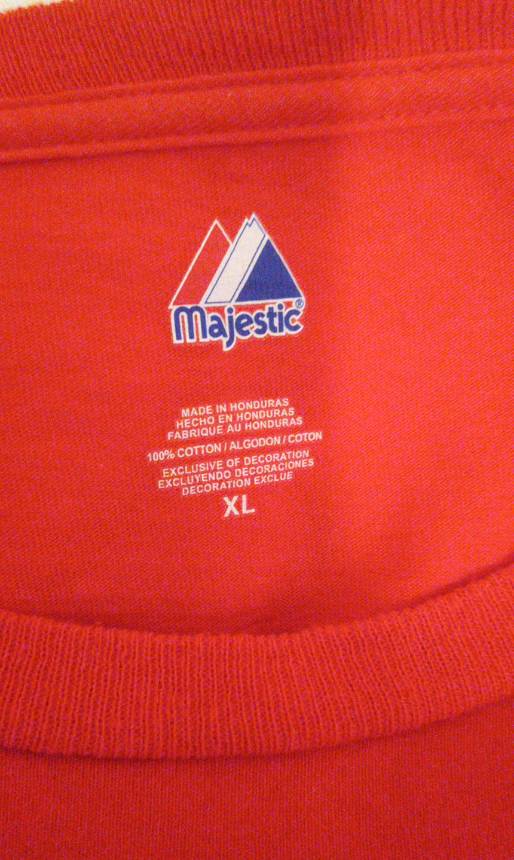 Majestic®
MADE IN HONDURAS
HECHO EN HONDURAS
FABRIQUE AU HONDURAS
100% COTTON / ALGODON / COTON
EXCLUSIVE OF DECORATION
EXCLUYENDO DECORACIONES
DECORATION EXCLUE
XL